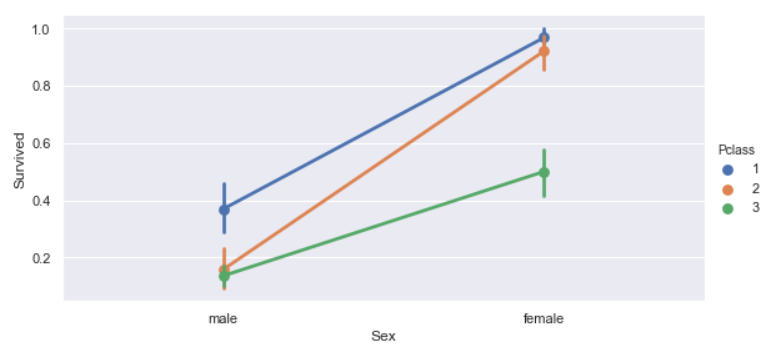 1.0
0.8
0.6
0.4
0.2
Survived
male
female
Sex
Pclass
1
2
3